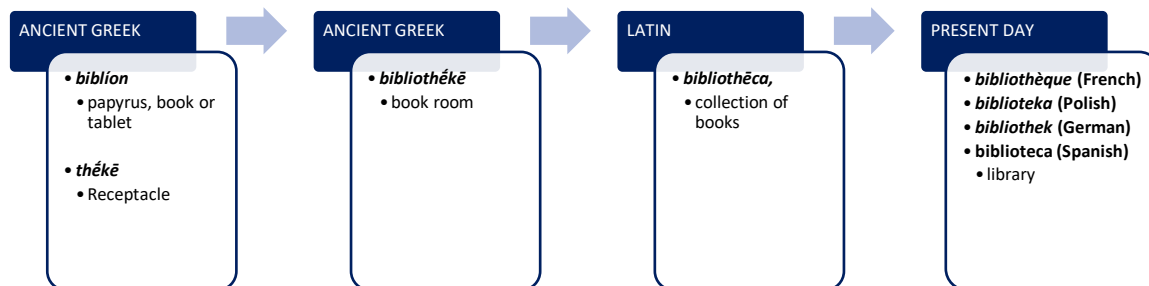 ANCIENT GREEK
• biblíon
• papyrus, book or
tablet
• thḗkē
• Receptacle
ANCIENT GREEK
• bibliothḗkē
• book room
LATIN
• bibliothēca,
• collection of
books
PRESENT DAY
• bibliothèque (French)
• biblioteka (Polish)
• bibliothek (German)
• biblioteca (Spanish)
• library